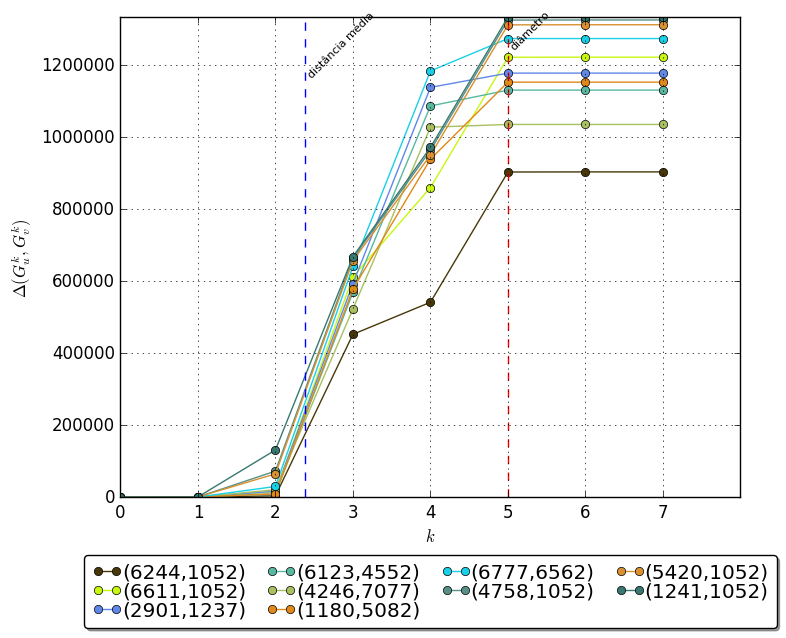 distância média
diâmetro
1200000
1000000
800000
600000
400000
200000
0
Δ(G_u^k, G_v^k)
0 1 2 3 4 5 6 7
k
(6244,1052) (6123,4552) (6777,6562) (5420,1052)
(6611,1052) (4246,7077) (4758,1052) (1241,1052)
(2901,1237) (1180,5082)